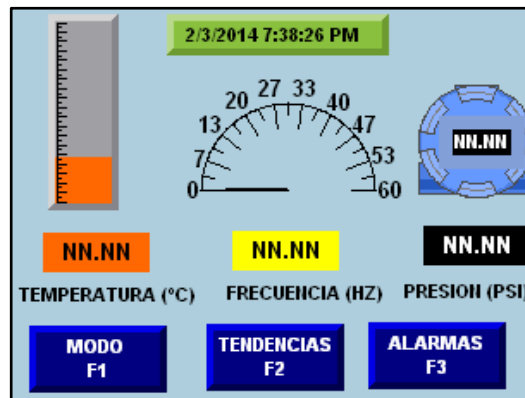 2/3/2014 7:38:26 PM
0
7
13
20
27
33
40
47
53
60
NN.NN
NN.NN
NN.NN
NN.NN
TEMPERATURA (ºC)
FRECUENCIA (HZ)
PRESION (PSI)
MODO
F1
TENDENCIAS
F2
ALARMAS
F3